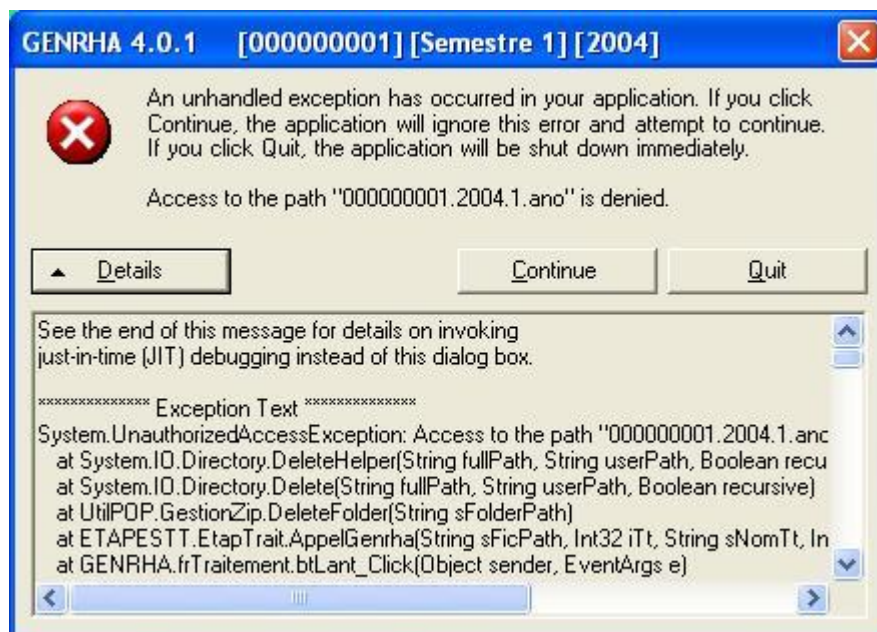 GENRHA 4.0.1 [000000001] [Semestre 1] [2004]
An unhandled exception has occurred in your application. If you click
Continue, the application will ignore this error and attempt to continue.
If you click Quit, the application will be shut down immediately.
Access to the path "000000001.2004.1.ano" is denied.
Details
Continue
Quit
See the end of this message for details on invoking
just-in-time (JIT) debugging instead of this dialog box.
************** Exception Text **************
System.UnauthorizedAccessException: Access to the path "000000001.2004.1.anc
at System.IO.Directory.DeleteHelper(String fullPath, String userPath, Boolean recu
at System.IO.Directory.Delete(String fullPath, String userPath, Boolean recursive)
at UtilPOP.GestionZip.DeleteFolder(String sFolderPath)
at ETAPESTT.EtapTrait.AppelGenrha(String sFicPath, Int32 iTt, String sNomTt, In
at GENRHA.frTraitement.btLant_Click(Object sender, EventArgs e)